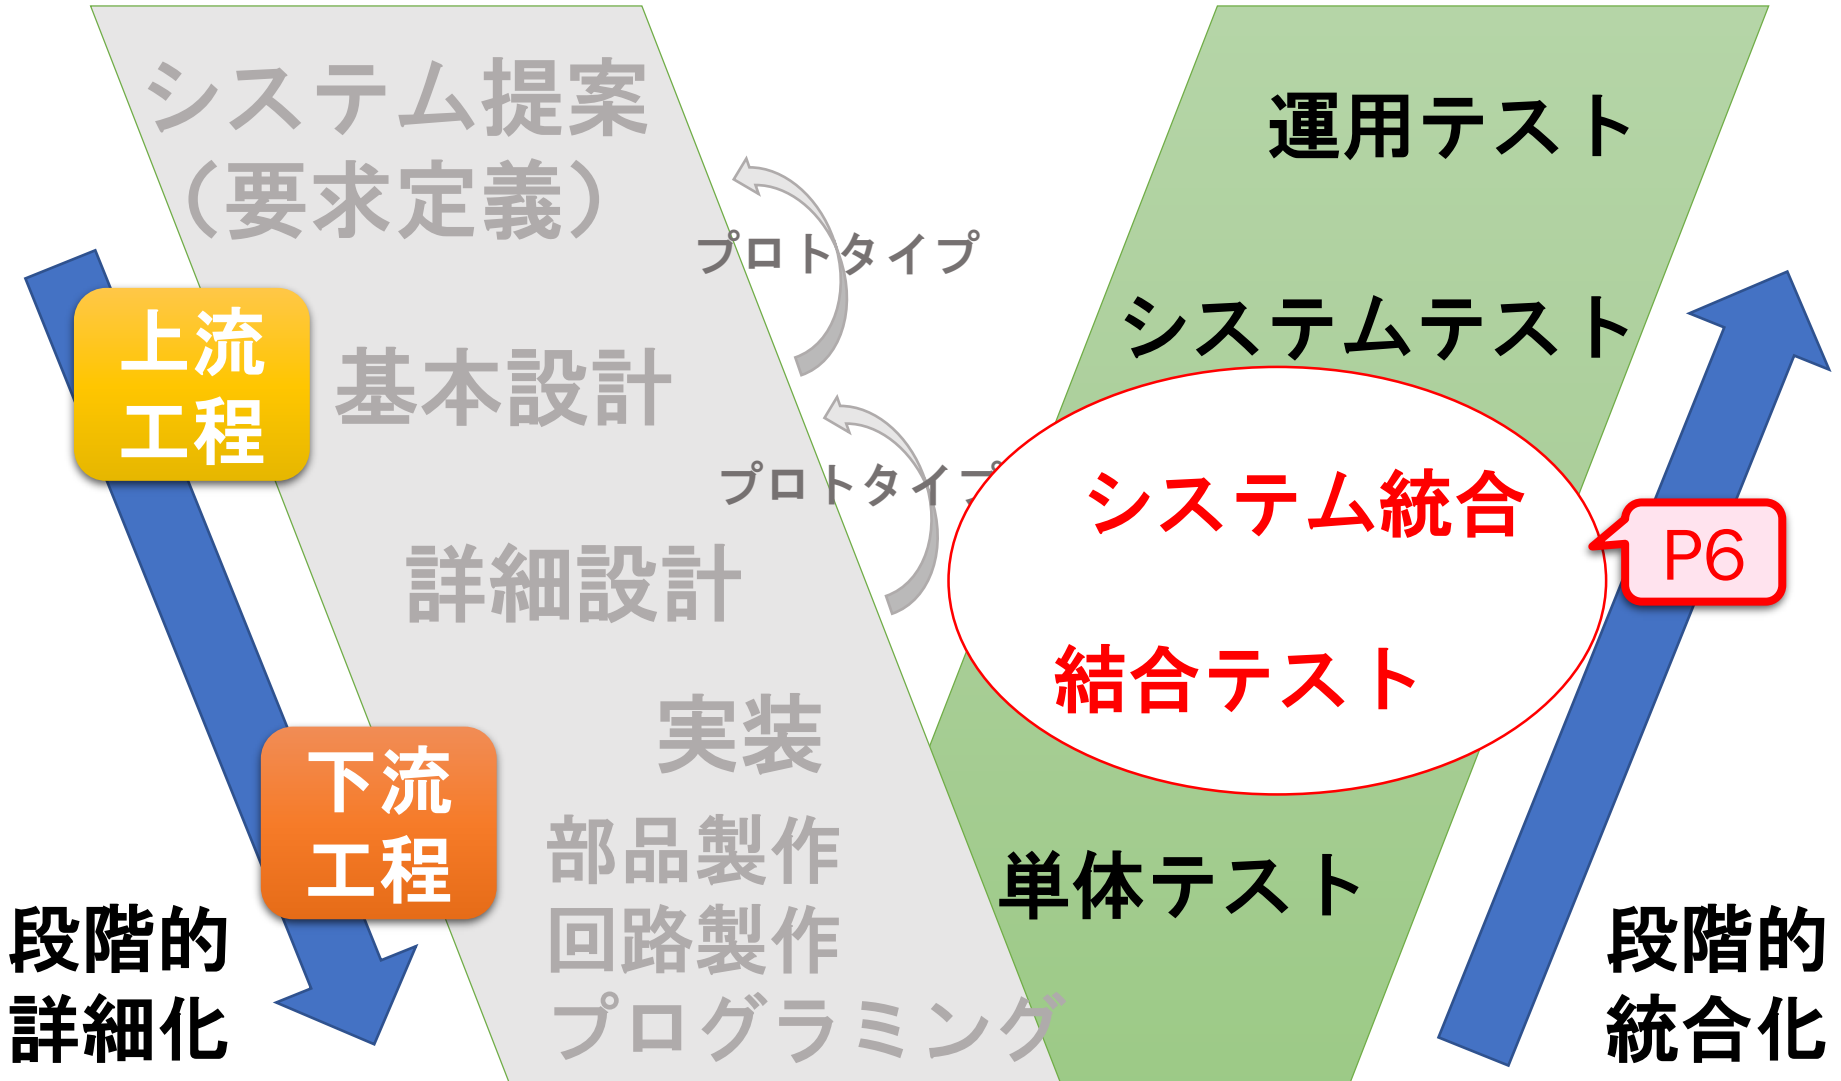 システム提案
（要求定義）
プロトタイプ
上流
工程
基本設計
プロトタイプ
詳細設計
実装
下流
工程
部品製作
回路製作
プログラミング
段階的
詳細化
運用テスト
システムテスト
システム統合
P6
結合テスト
単体テスト
段階的
統合化